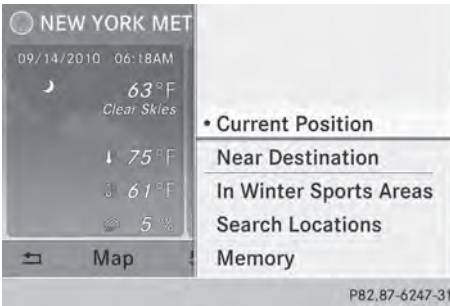 NEW YORK MET
09/14/2010 06:18AM
63°F
Clear Skies
75°F
61°F
5 %
Map
• Current Position
Near Destination
In Winter Sports Areas
Search Locations
Memory
P82.87-6247-31